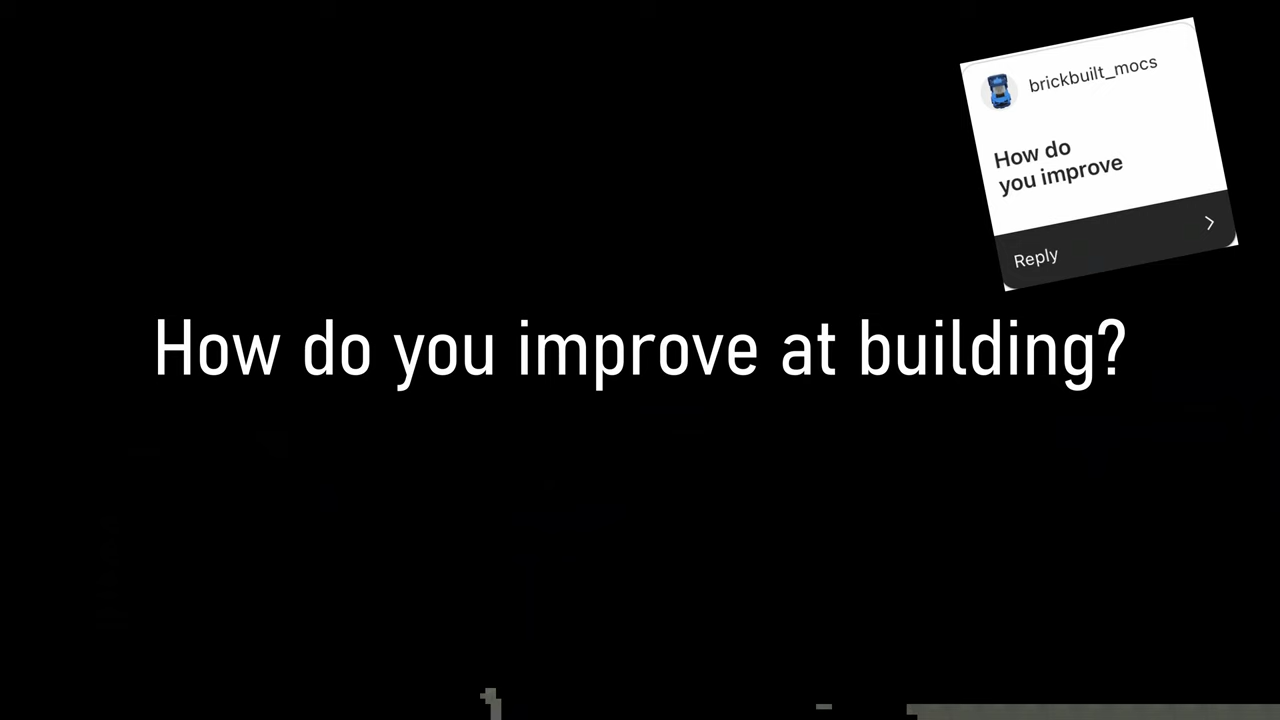 brickbuilt_mocs
How do
you improve
Reply
How do you improve at building?